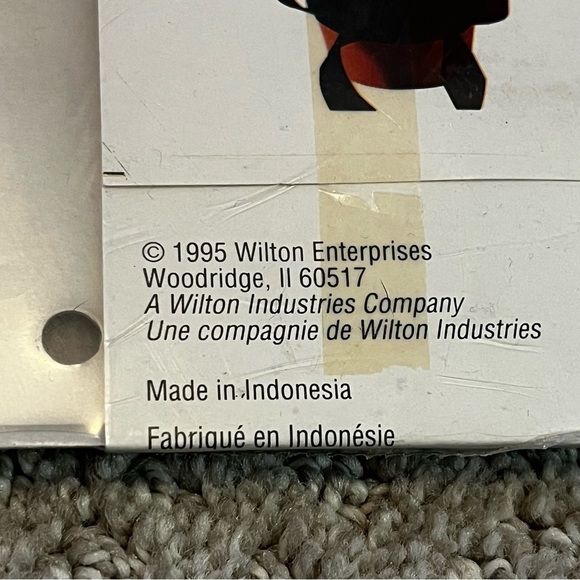 © 1995 Wilton Enterprises
Woodridge, Il 60517
A Wilton Industries Company
Une compagnie de Wilton Industries
Made in Indonesia
Fabriqué en Indonésie